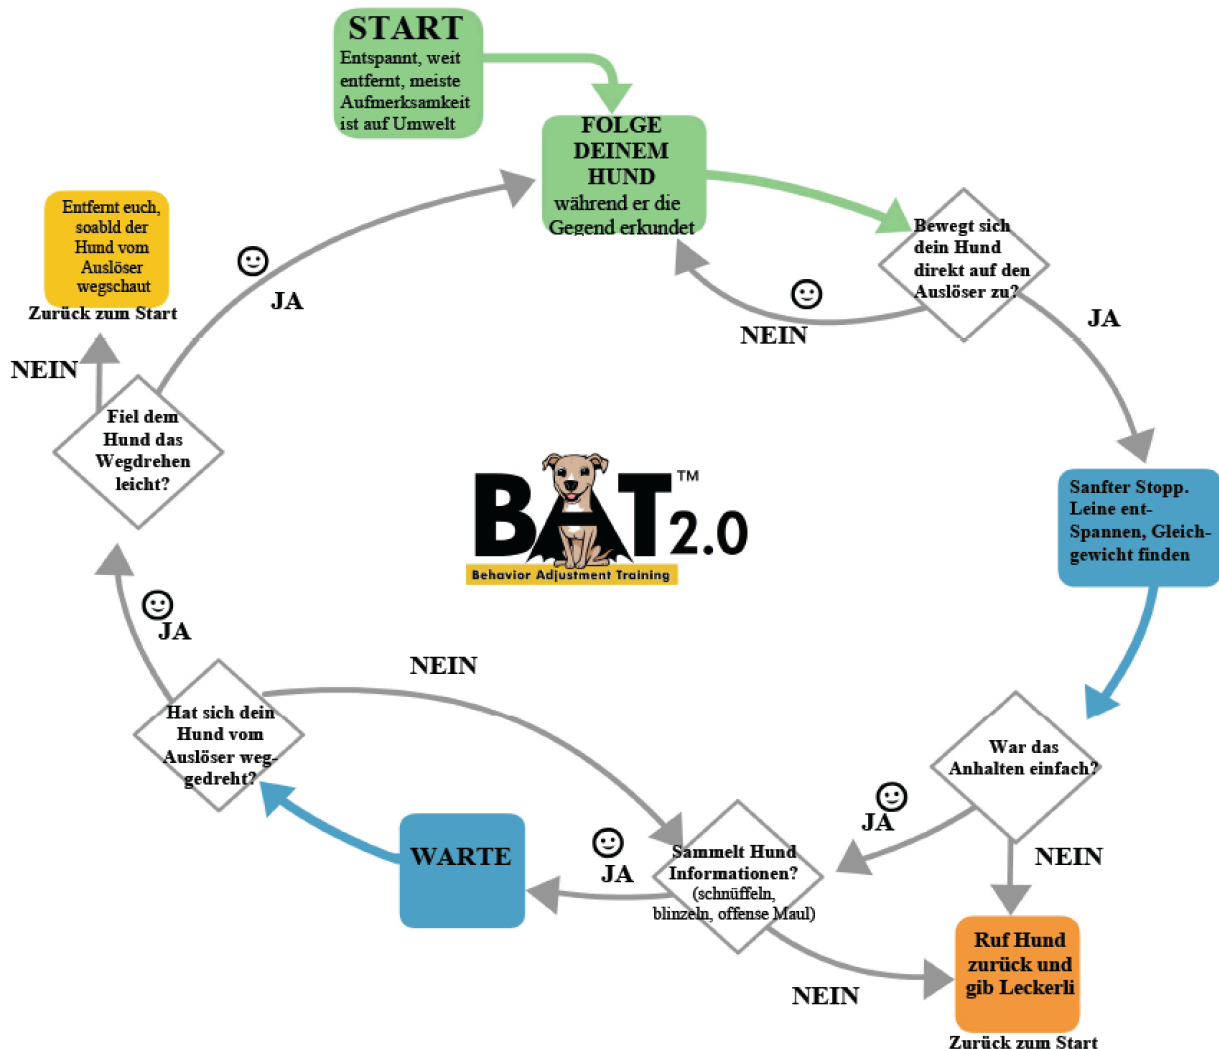 START
Entspannt, weit
entfernt, meiste
Aufmerksamkeit
ist auf Umwelt
FOLGE
DEINEM
HUND
während er die
Gegend erkundet
Bewegt sich
dein Hund
direkt auf den
Auslöser zu?
NEIN
JA
Sanfter Stopp.
Leine ent-
Spannen, Gleich-
gewicht finden
War das
Anhalten einfach?
JA
NEIN
Ruf Hund
zurück und
gib Leckerli
Zurück zum Start
Sammelt Hund
Informationen?
(schnüffeln,
blinzeln, offense Maul)
NEIN
JA
WARTE
Hat sich dein
Hund vom
Auslöser weg-
gedreht?
NEIN
JA
Fiel dem
Hund das
Wegdrehen
leicht?
NEIN
JA
Entfernt euch,
soabld der
Hund vom
Auslöser
wegschaut
Zurück zum Start
BAT™ 2.0
Behavior Adjustment Training